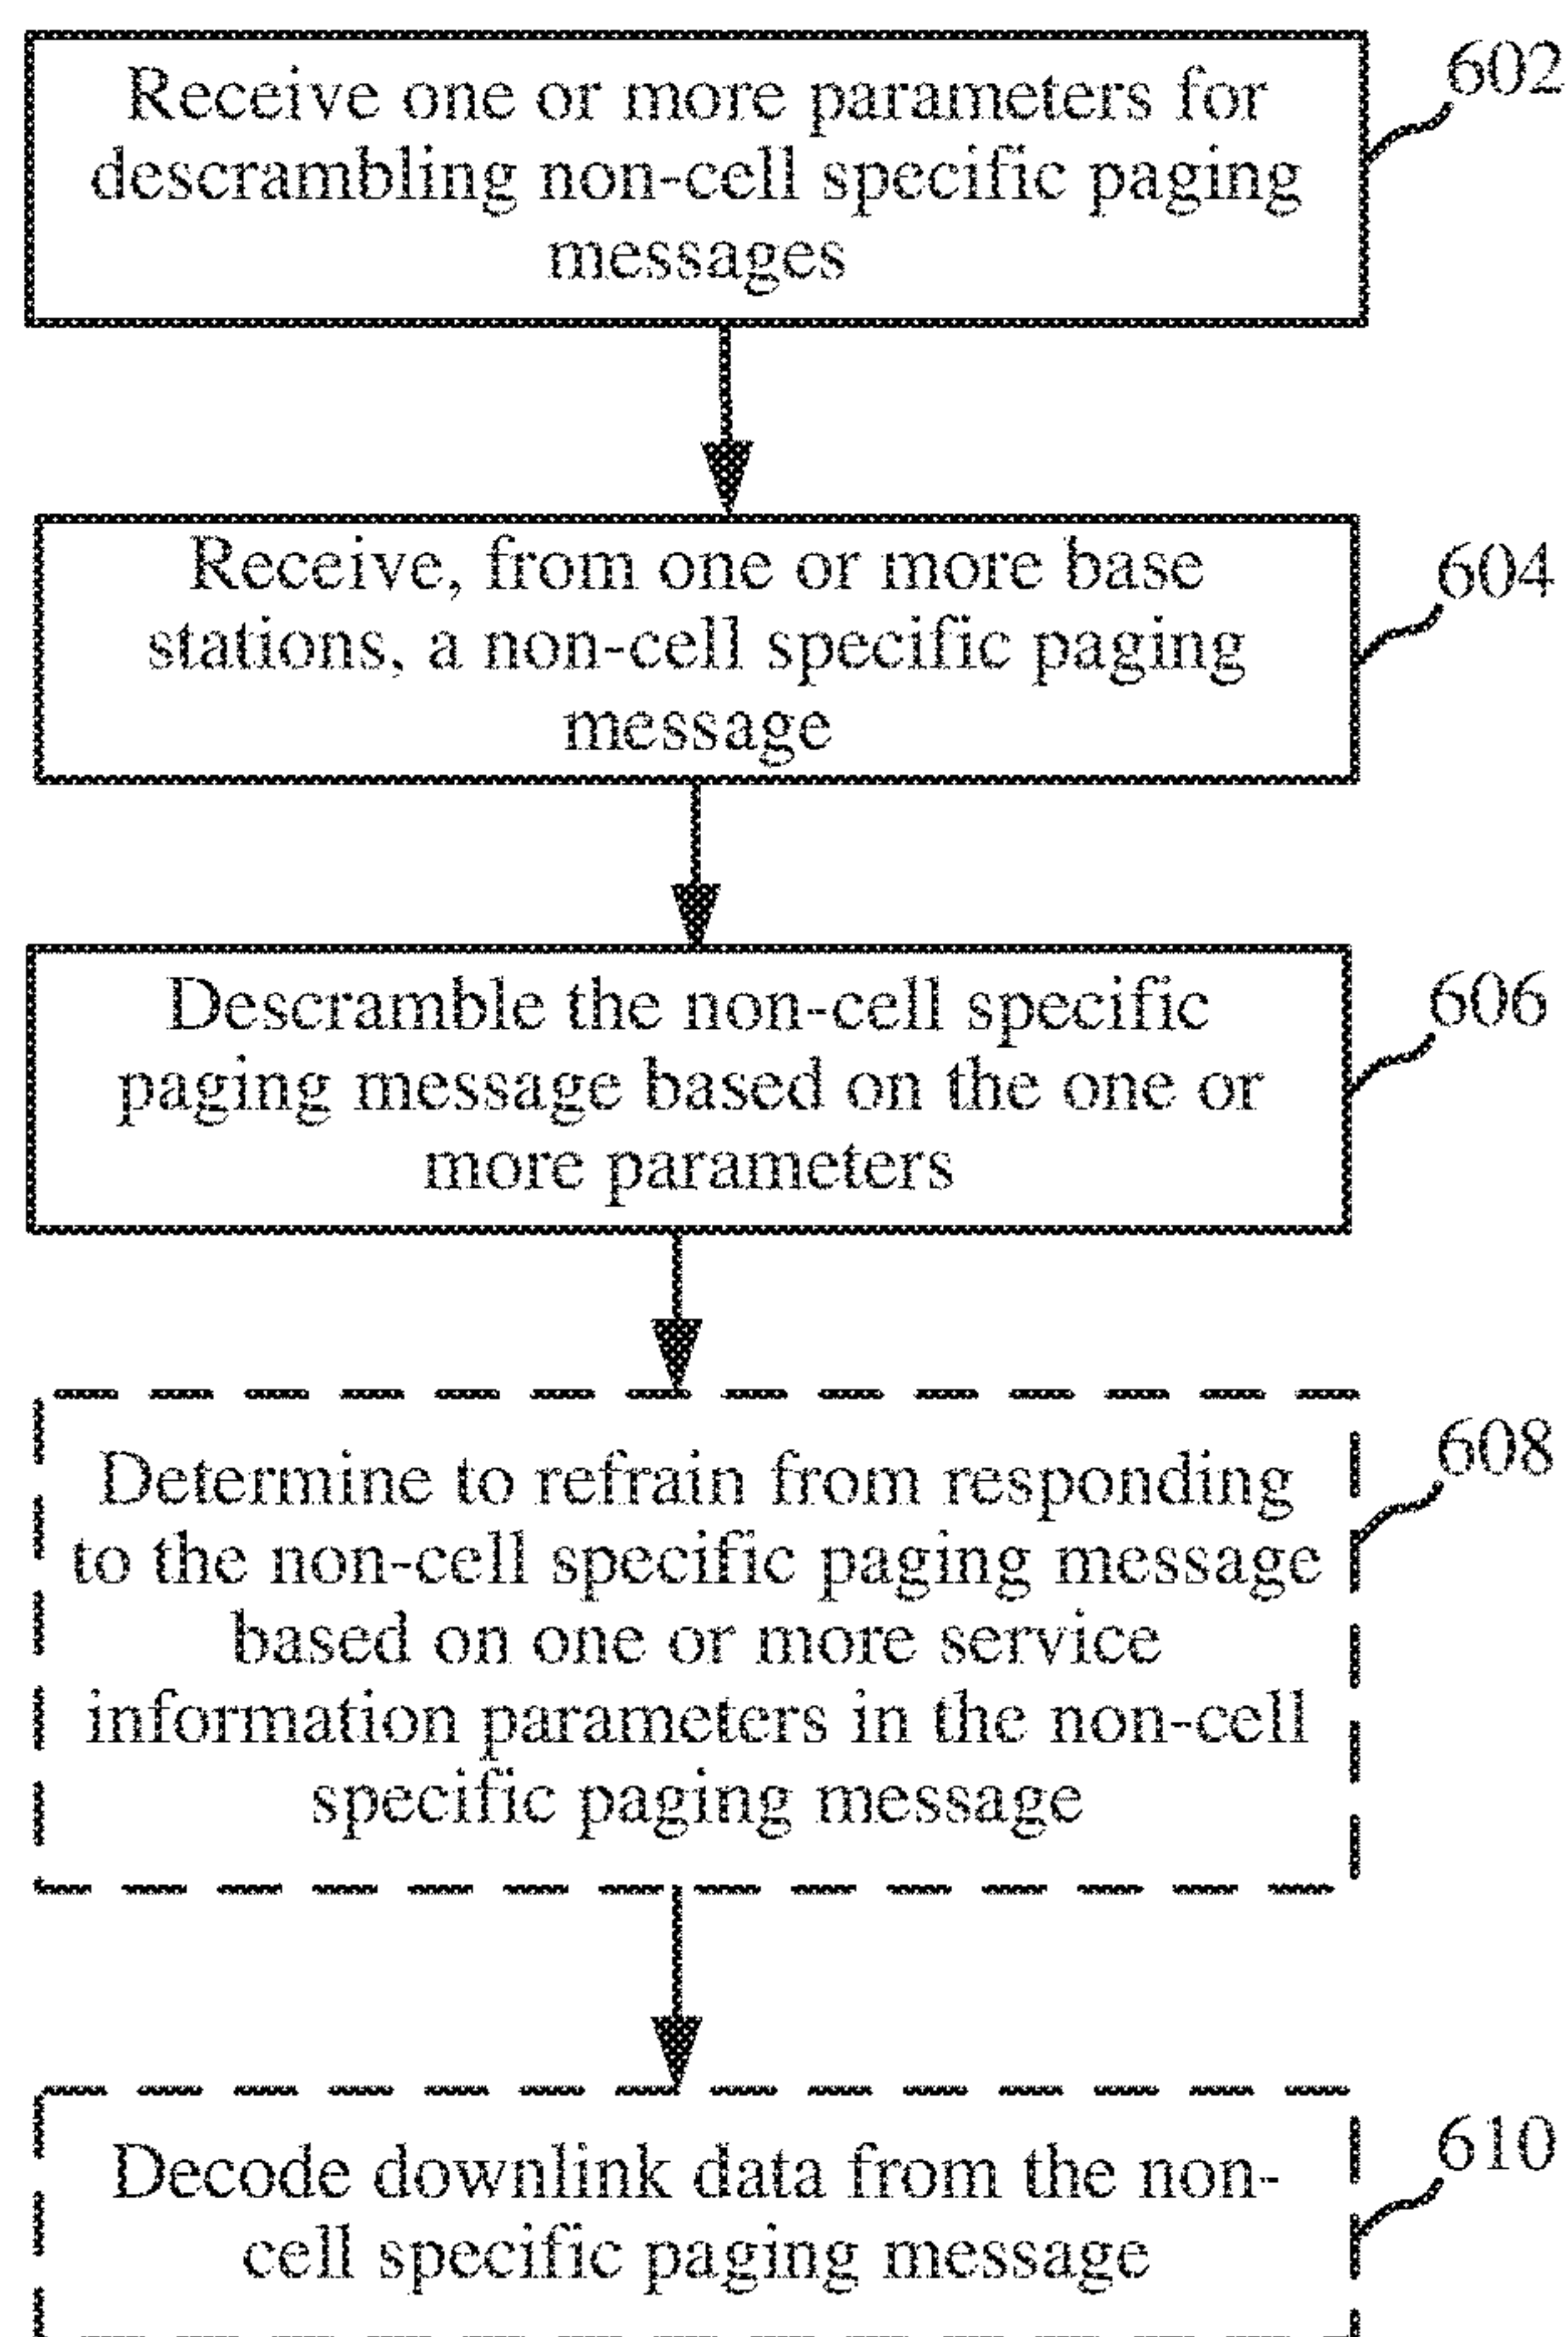 Receive one or more parameters for
descrambling non-cell specific paging
messages
602
Receive, from one or more base
stations, a non-cell specific paging
message
604
Descramble the non-cell specific
paging message based on the one or
more parameters
606
Determine to refrain from responding
to the non-cell specific paging message
based on one or more service
information parameters in the non-cell
specific paging message
608
Decode downlink data from the non-
cell specific paging message
610